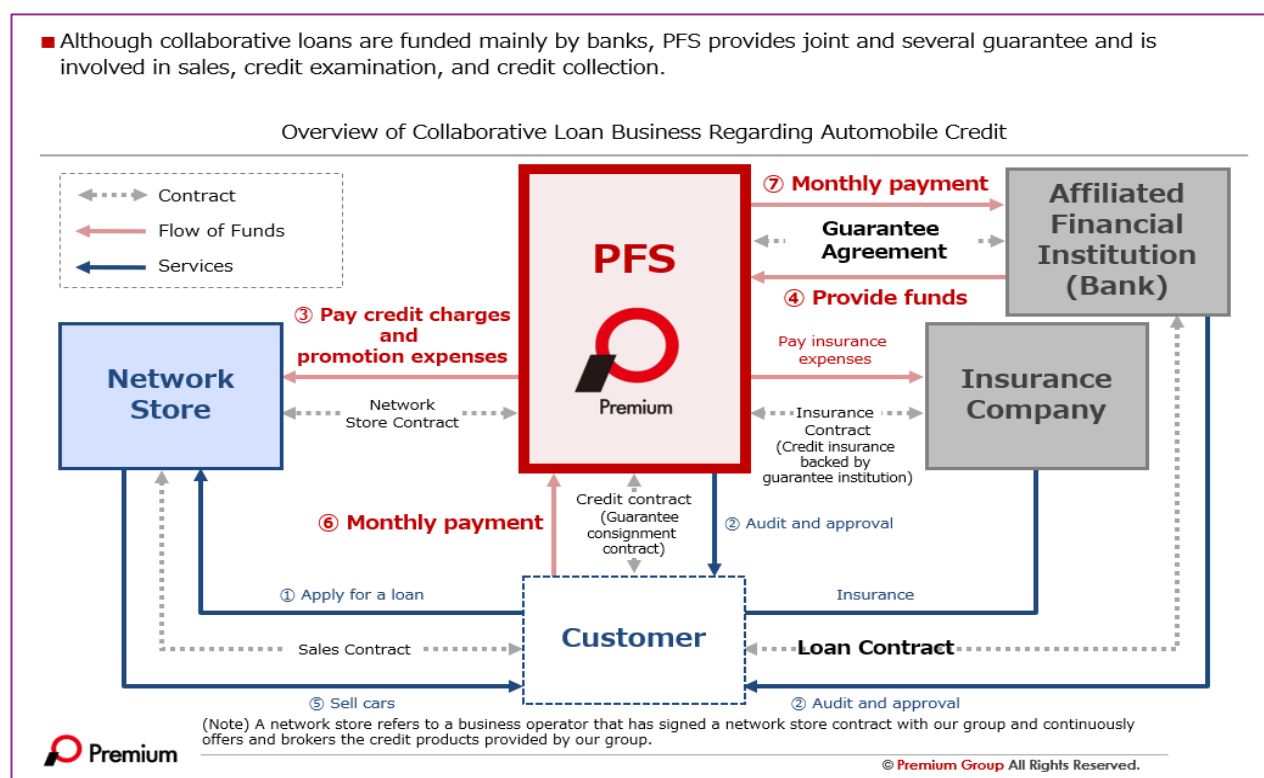 ■ Although collaborative loans are funded mainly by banks, PFS provides joint and several guarantee and is
involved in sales, credit examination, and credit collection.
Overview of Collaborative Loan Business Regarding Automobile Credit
Contract
Flow of Funds
Services
PFS
Premium
⑦ Monthly payment
Guarantee
Agreement
④ Provide funds
Affiliated
Financial
Institution
(Bank)
③ Pay credit charges
and
promotion expenses
Network
Store
Network
Store Contract
Pay insurance
expenses
Insurance
Company
Insurance
Contract
(Credit insurance
backed by
guarantee institution)
⑥ Monthly payment
Credit contract
(Guarantee
consignment
contract)
② Audit and approval
① Apply for a loan
Insurance
Customer
Sales Contract
Loan Contract
⑤ Sell cars
② Audit and approval
(Note) A network store refers to a business operator that has signed a network store contract with our group and continuously
offers and brokers the credit products provided by our group.
Premium
© Premium Group All Rights Reserved.